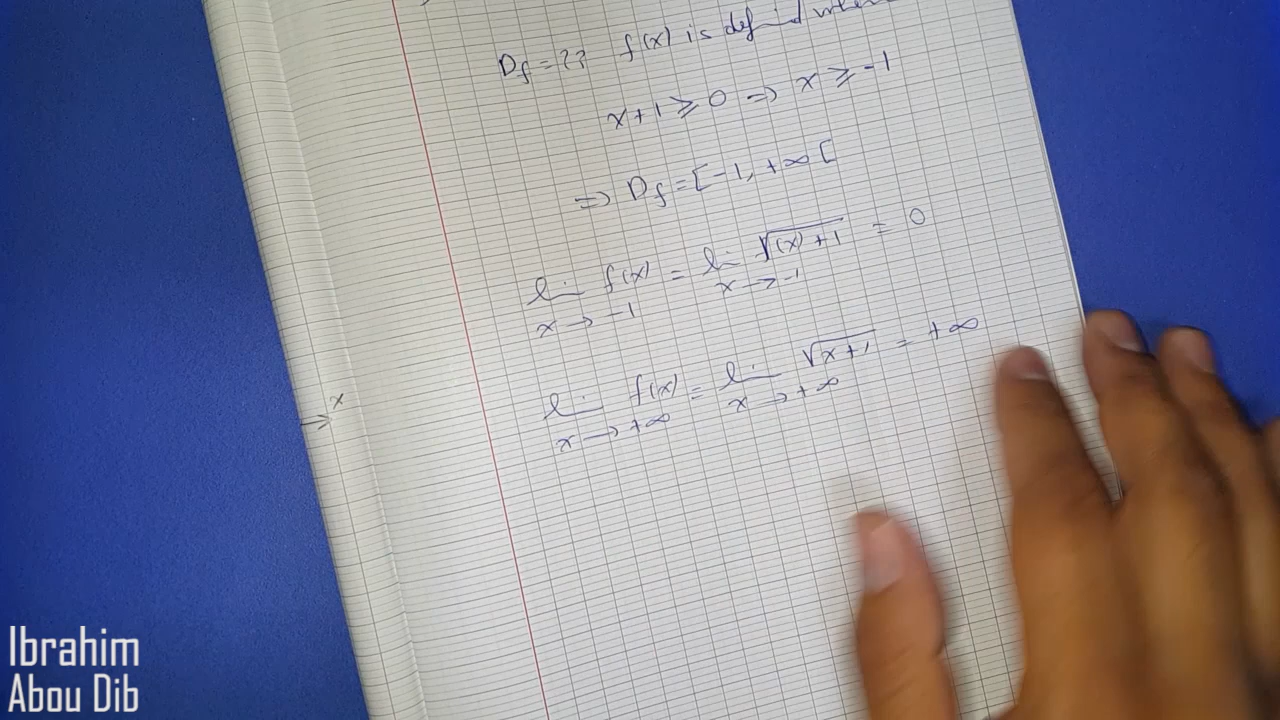 Df = ?? f(x) is defined when
x + 1 ≥ 0 ⇒ x ≥ -1
⇒ Df = [-1, +∞[
lim f(x) = lim √(x) + 1 = 0
x → -1 x → -1
lim f(x) = lim √x + 1 = +∞
x → +∞ x → +∞
x
Ibrahim
Abou Dib